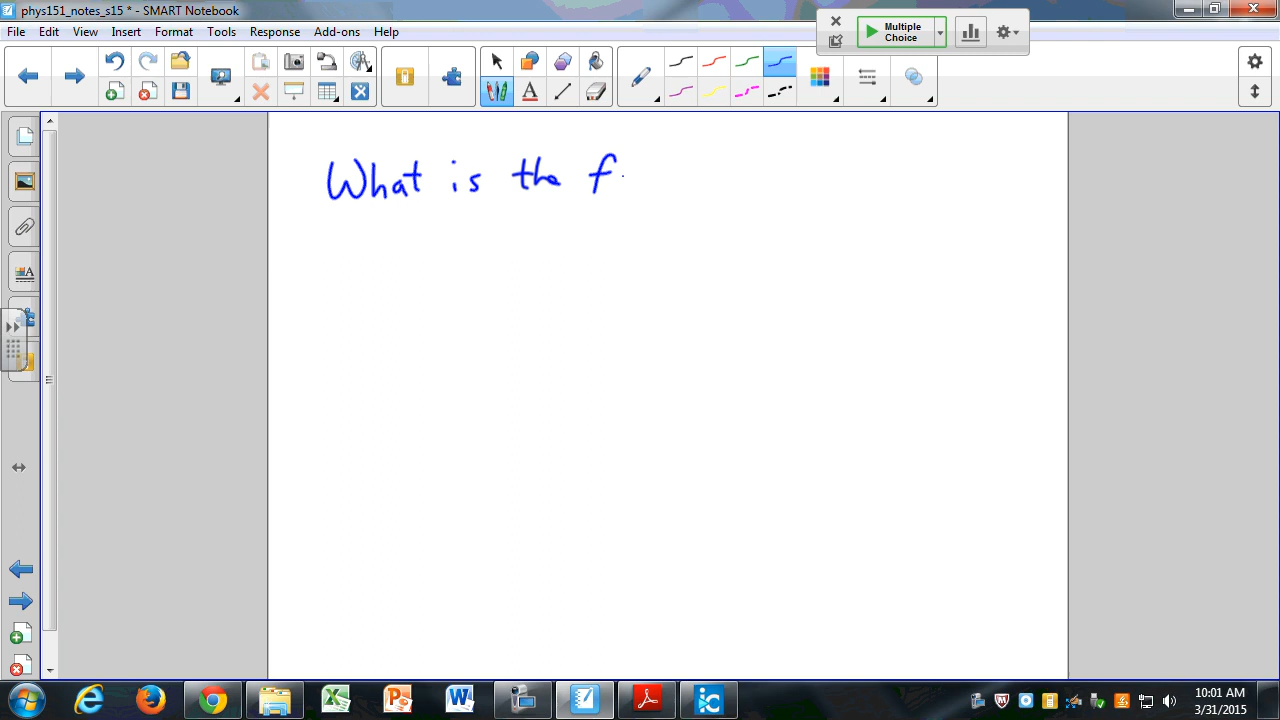 phys151_notes_s15 * - SMART Notebook
File Edit View Insert Format Tools Response Add-ons Help
Multiple
Choice
What is the f
10:01 AM
3/31/2015